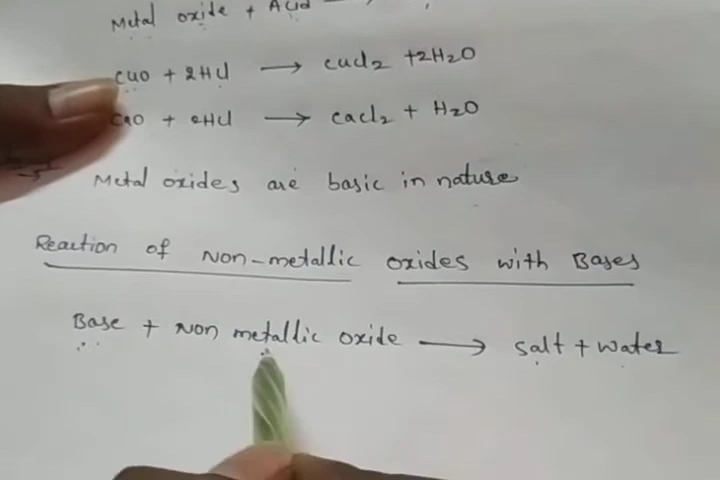 Metal oxide + Acid
CuO + 2HCl → CuCl2 + 2H2O
CaO + 2HCl → CaCl2 + H2O
Metal oxides are basic in nature
Reaction of Non-metallic oxides with Bases
Base + Non metallic oxide → salt + water